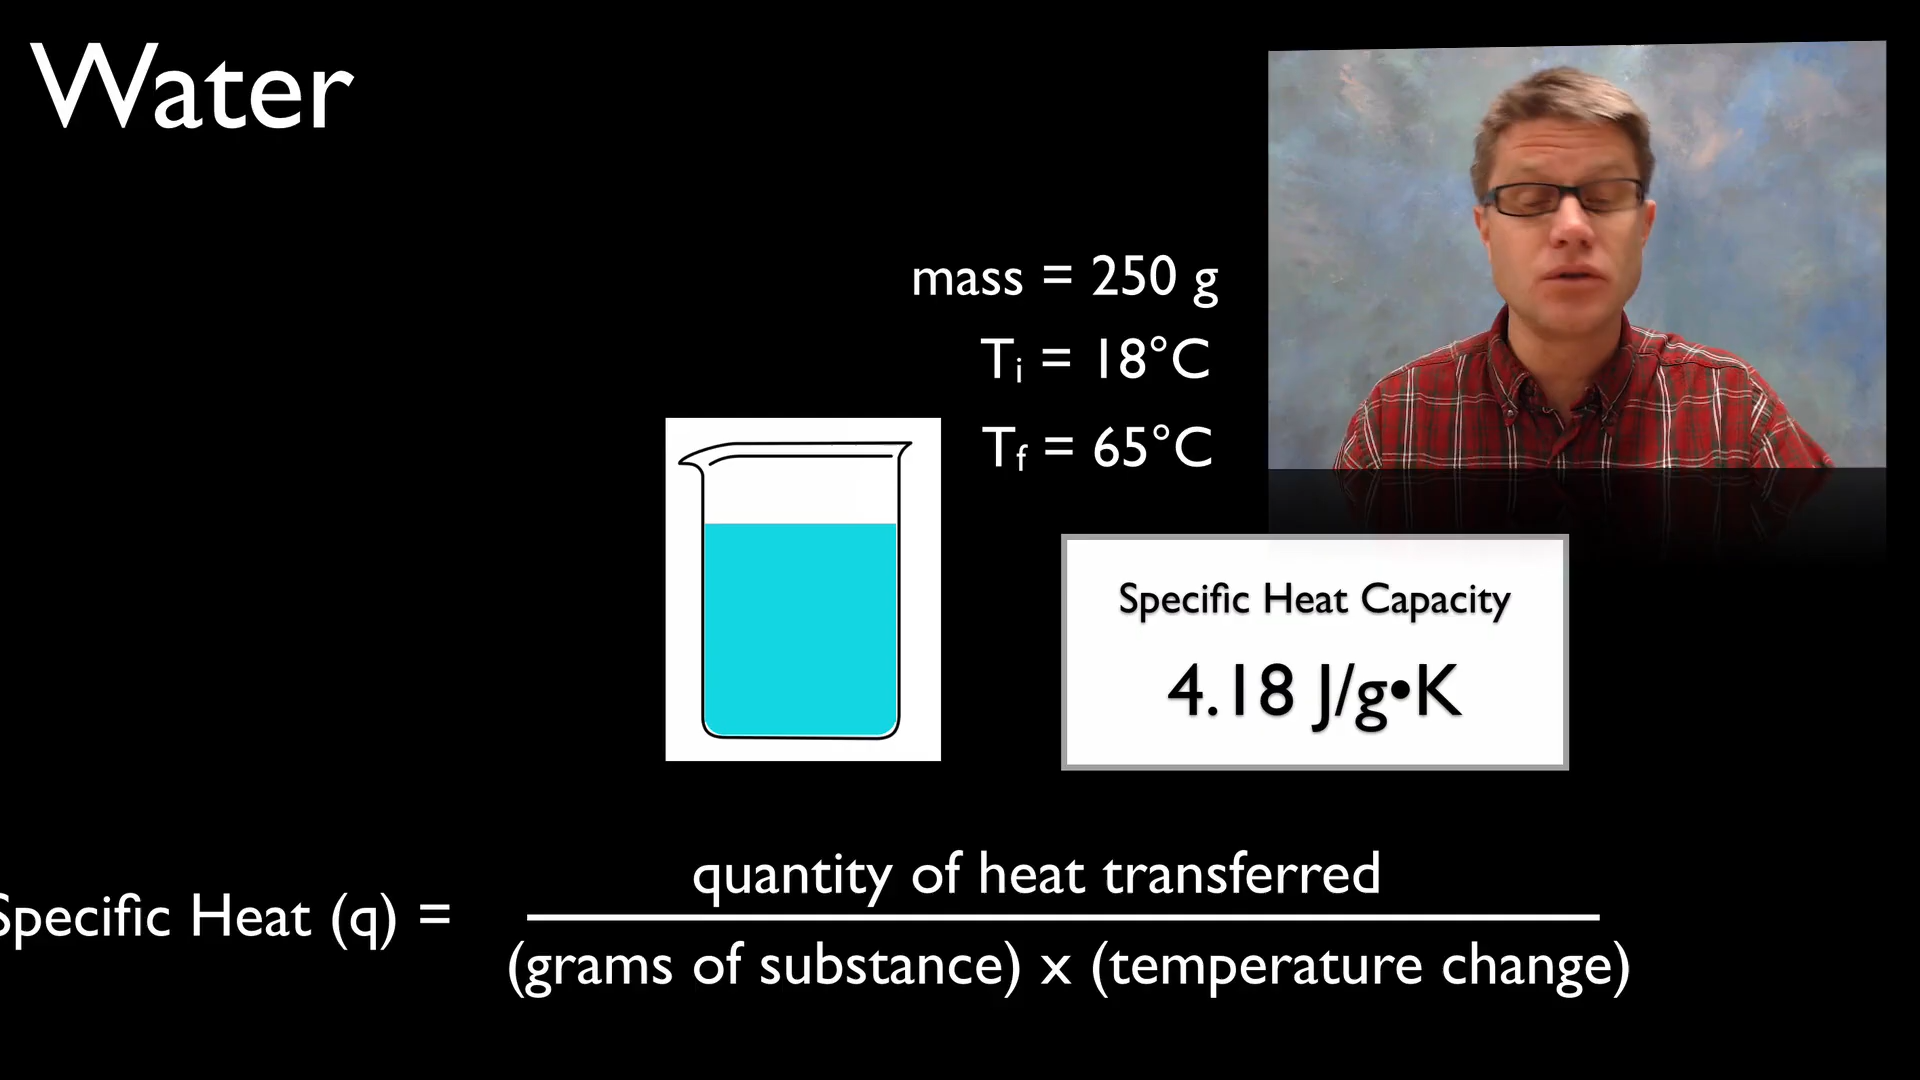 Water
mass = 250 g
Tᵢ = 18°C
T_f = 65°C
Specific Heat Capacity
4.18 J/g•K
Specific Heat (q) =
quantity of heat transferred
(grams of substance) x (temperature change)